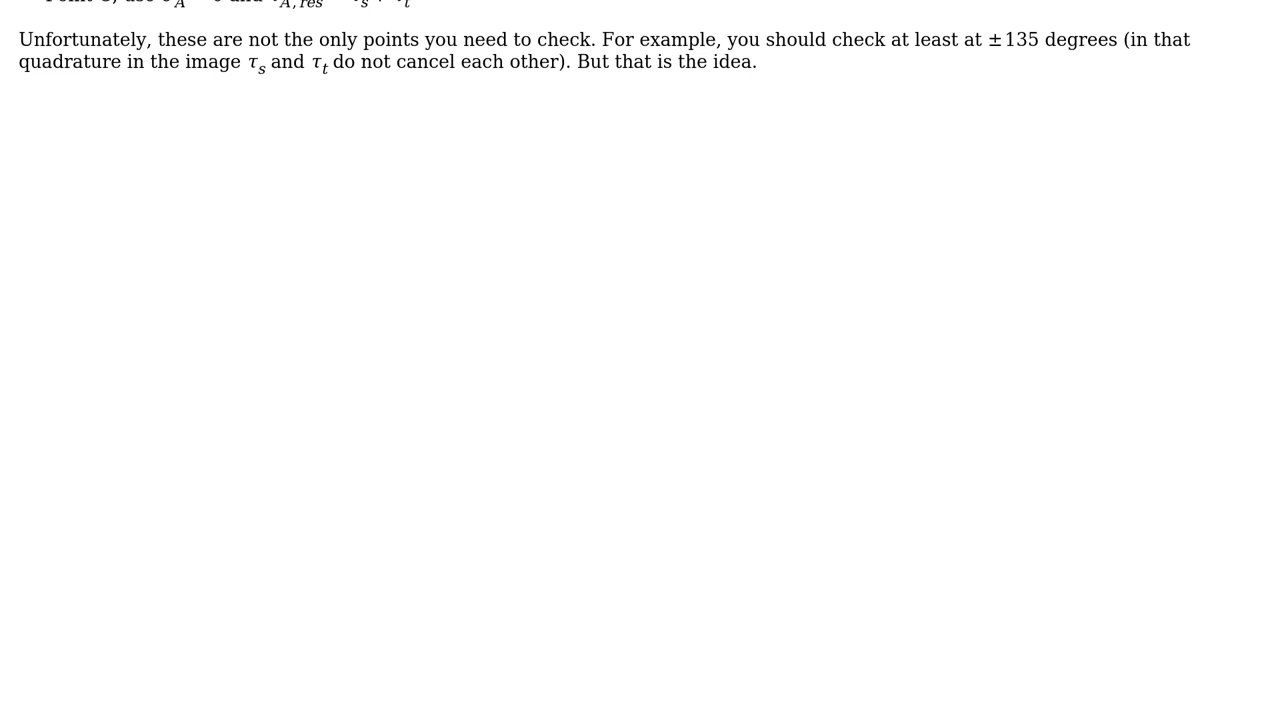 Unfortunately, these are not the only points you need to check. For example, you should check at least at ±135 degrees (in that
quadrature in the image τs and τt do not cancel each other). But that is the idea.